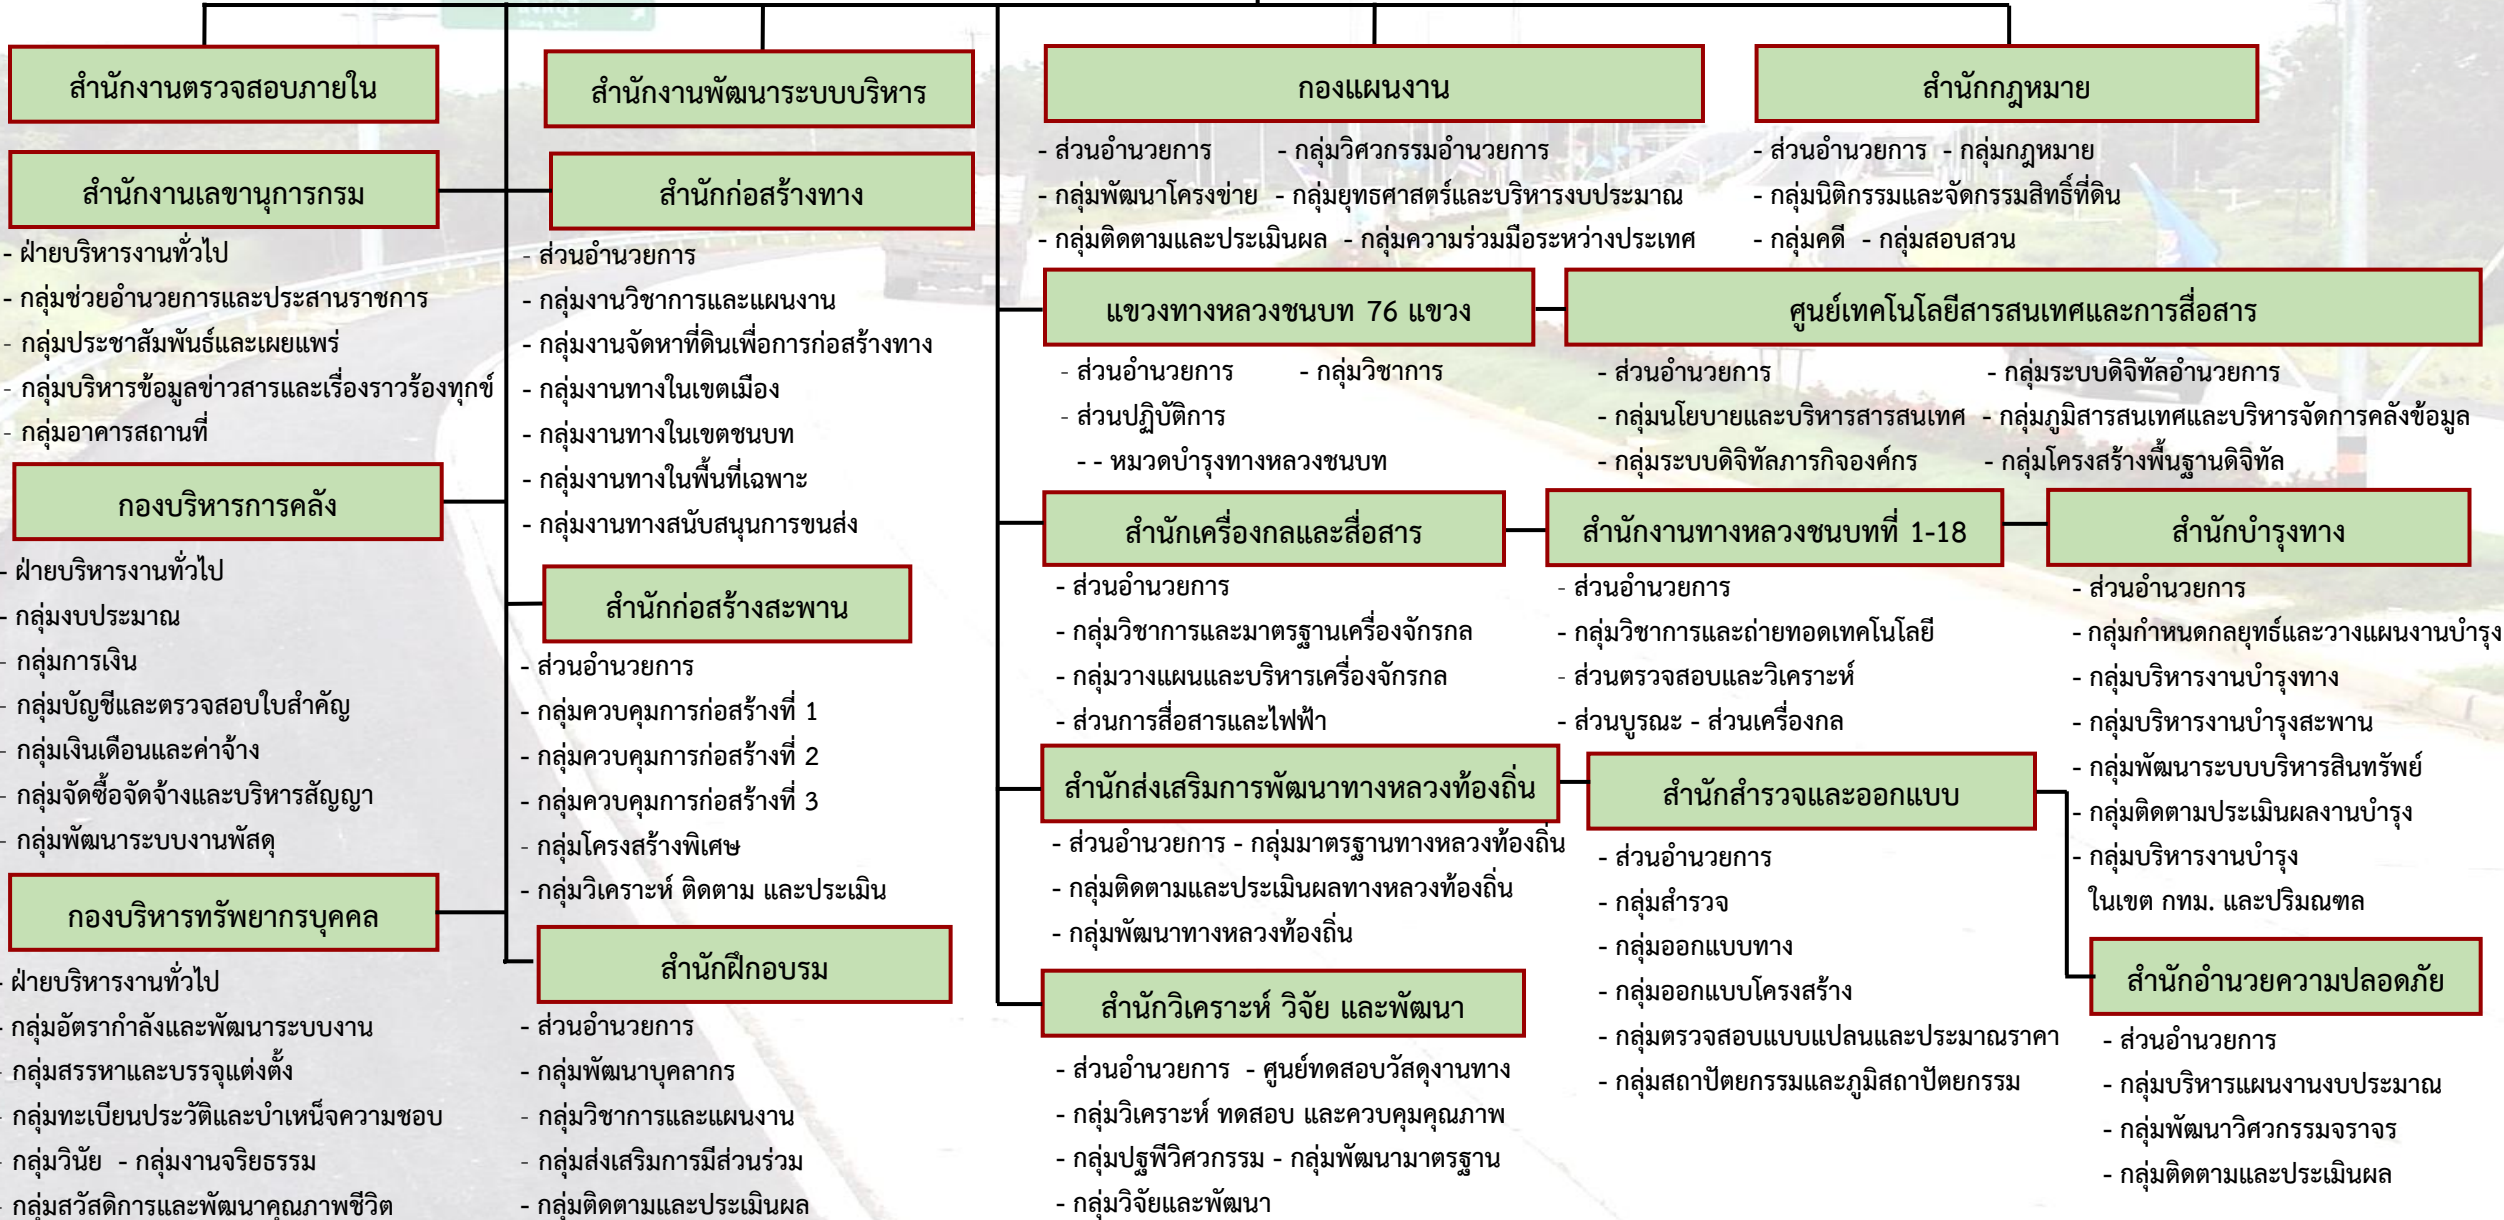 สำนักงานตรวจสอบภายใน
สำนักงานเลขานุการกรม
- ฝ่ายบริหารงานทั่วไป
- กลุ่มช่วยอำนวยการและประสานราชการ
- กลุ่มประชาสัมพันธ์และเผยแพร่
- กลุ่มบริหารข้อมูลข่าวสารและเรื่องราวร้องทุกข์
- กลุ่มอาคารสถานที่
กองบริหารการคลัง
- ฝ่ายบริหารงานทั่วไป
- กลุ่มงบประมาณ
- กลุ่มการเงิน
- กลุ่มบัญชีและตรวจสอบใบสำคัญ
- กลุ่มเงินเดือนและค่าจ้าง
- กลุ่มจัดซื้อจัดจ้างและบริหารสัญญา
- กลุ่มพัฒนาระบบงานพัสดุ
กองบริหารทรัพยากรบุคคล
- ฝ่ายบริหารงานทั่วไป
- กลุ่มอัตรากำลังและพัฒนาระบบงาน
- กลุ่มสรรหาและบรรจุแต่งตั้ง
- กลุ่มทะเบียนประวัติและบำเหน็จความชอบ
- กลุ่มวินัย - กลุ่มงานจริยธรรม
- กลุ่มสวัสดิการและพัฒนาคุณภาพชีวิต
สำนักงานพัฒนาระบบบริหาร
สำนักก่อสร้างทาง
- ส่วนอำนวยการ
- กลุ่มงานวิชาการและแผนงาน
- กลุ่มงานจัดหาที่ดินเพื่อการก่อสร้างทาง
- กลุ่มงานทางในเขตเมือง
- กลุ่มงานทางในเขตชนบท
- กลุ่มงานทางในพื้นที่เฉพาะ
- กลุ่มงานทางสนับสนุนการขนส่ง
สำนักก่อสร้างสะพาน
- ส่วนอำนวยการ
- กลุ่มควบคุมการก่อสร้างที่ 1
- กลุ่มควบคุมการก่อสร้างที่ 2
- กลุ่มควบคุมการก่อสร้างที่ 3
- กลุ่มโครงสร้างพิเศษ
- กลุ่มวิเคราะห์ ติดตาม และประเมิน
สำนักฝึกอบรม
- ส่วนอำนวยการ
- กลุ่มพัฒนาบุคลากร
- กลุ่มวิชาการและแผนงาน
- กลุ่มส่งเสริมการมีส่วนร่วม
- กลุ่มติดตามและประเมินผล
กองแผนงาน
- ส่วนอำนวยการ - กลุ่มวิศวกรรมอำนวยการ
- กลุ่มพัฒนาโครงข่าย - กลุ่มยุทธศาสตร์และบริหารงบประมาณ
- กลุ่มติดตามและประเมินผล - กลุ่มความร่วมมือระหว่างประเทศ
สำนักกฎหมาย
- ส่วนอำนวยการ - กลุ่มกฎหมาย
- กลุ่มนิติกรรมและจัดกรรมสิทธิ์ที่ดิน
- กลุ่มคดี - กลุ่มสอบสวน
แขวงทางหลวงชนบท 76 แขวง
- ส่วนอำนวยการ - กลุ่มวิชาการ
- ส่วนปฏิบัติการ
- - หมวดบำรุงทางหลวงชนบท
ศูนย์เทคโนโลยีสารสนเทศและการสื่อสาร
- ส่วนอำนวยการ - กลุ่มระบบดิจิทัลอำนวยการ
- กลุ่มนโยบายและบริหารสารสนเทศ - กลุ่มภูมิสารสนเทศและบริหารจัดการคลังข้อมูล
- กลุ่มระบบดิจิทัลภารกิจองค์กร - กลุ่มโครงสร้างพื้นฐานดิจิทัล
สำนักเครื่องกลและสื่อสาร
- ส่วนอำนวยการ
- กลุ่มวิชาการและมาตรฐานเครื่องจักรกล
- กลุ่มวางแผนและบริหารเครื่องจักรกล
- ส่วนการสื่อสารและไฟฟ้า
สำนักงานทางหลวงชนบทที่ 1-18
- ส่วนอำนวยการ
- กลุ่มวิชาการและถ่ายทอดเทคโนโลยี
- ส่วนตรวจสอบและวิเคราะห์
- ส่วนบูรณะ - ส่วนเครื่องกล
สำนักบำรุงทาง
- ส่วนอำนวยการ
- กลุ่มกำหนดกลยุทธ์และวางแผนงานบำรุง
- กลุ่มบริหารงานบำรุงทาง
- กลุ่มบริหารงานบำรุงสะพาน
- กลุ่มพัฒนาระบบบริหารสินทรัพย์
- กลุ่มติดตามประเมินผลงานบำรุง
- กลุ่มบริหารงานบำรุง
ในเขต กทม. และปริมณฑล
สำนักส่งเสริมการพัฒนาทางหลวงท้องถิ่น
- ส่วนอำนวยการ - กลุ่มมาตรฐานทางหลวงท้องถิ่น
- กลุ่มติดตามและประเมินผลทางหลวงท้องถิ่น
- กลุ่มพัฒนาทางหลวงท้องถิ่น
สำนักสำรวจและออกแบบ
- ส่วนอำนวยการ
- กลุ่มสำรวจ
- กลุ่มออกแบบทาง
- กลุ่มออกแบบโครงสร้าง
- กลุ่มตรวจสอบแบบแปลนและประมาณราคา
- กลุ่มสถาปัตยกรรมและภูมิสถาปัตยกรรม
สำนักวิเคราะห์ วิจัย และพัฒนา
- ส่วนอำนวยการ - ศูนย์ทดสอบวัสดุงานทาง
- กลุ่มวิเคราะห์ ทดสอบ และควบคุมคุณภาพ
- กลุ่มปฐพีวิศวกรรม - กลุ่มพัฒนามาตรฐาน
- กลุ่มวิจัยและพัฒนา
สำนักอำนวยความปลอดภัย
- ส่วนอำนวยการ
- กลุ่มบริหารแผนงานงบประมาณ
- กลุ่มพัฒนาวิศวกรรมจราจร
- กลุ่มติดตามและประเมินผล